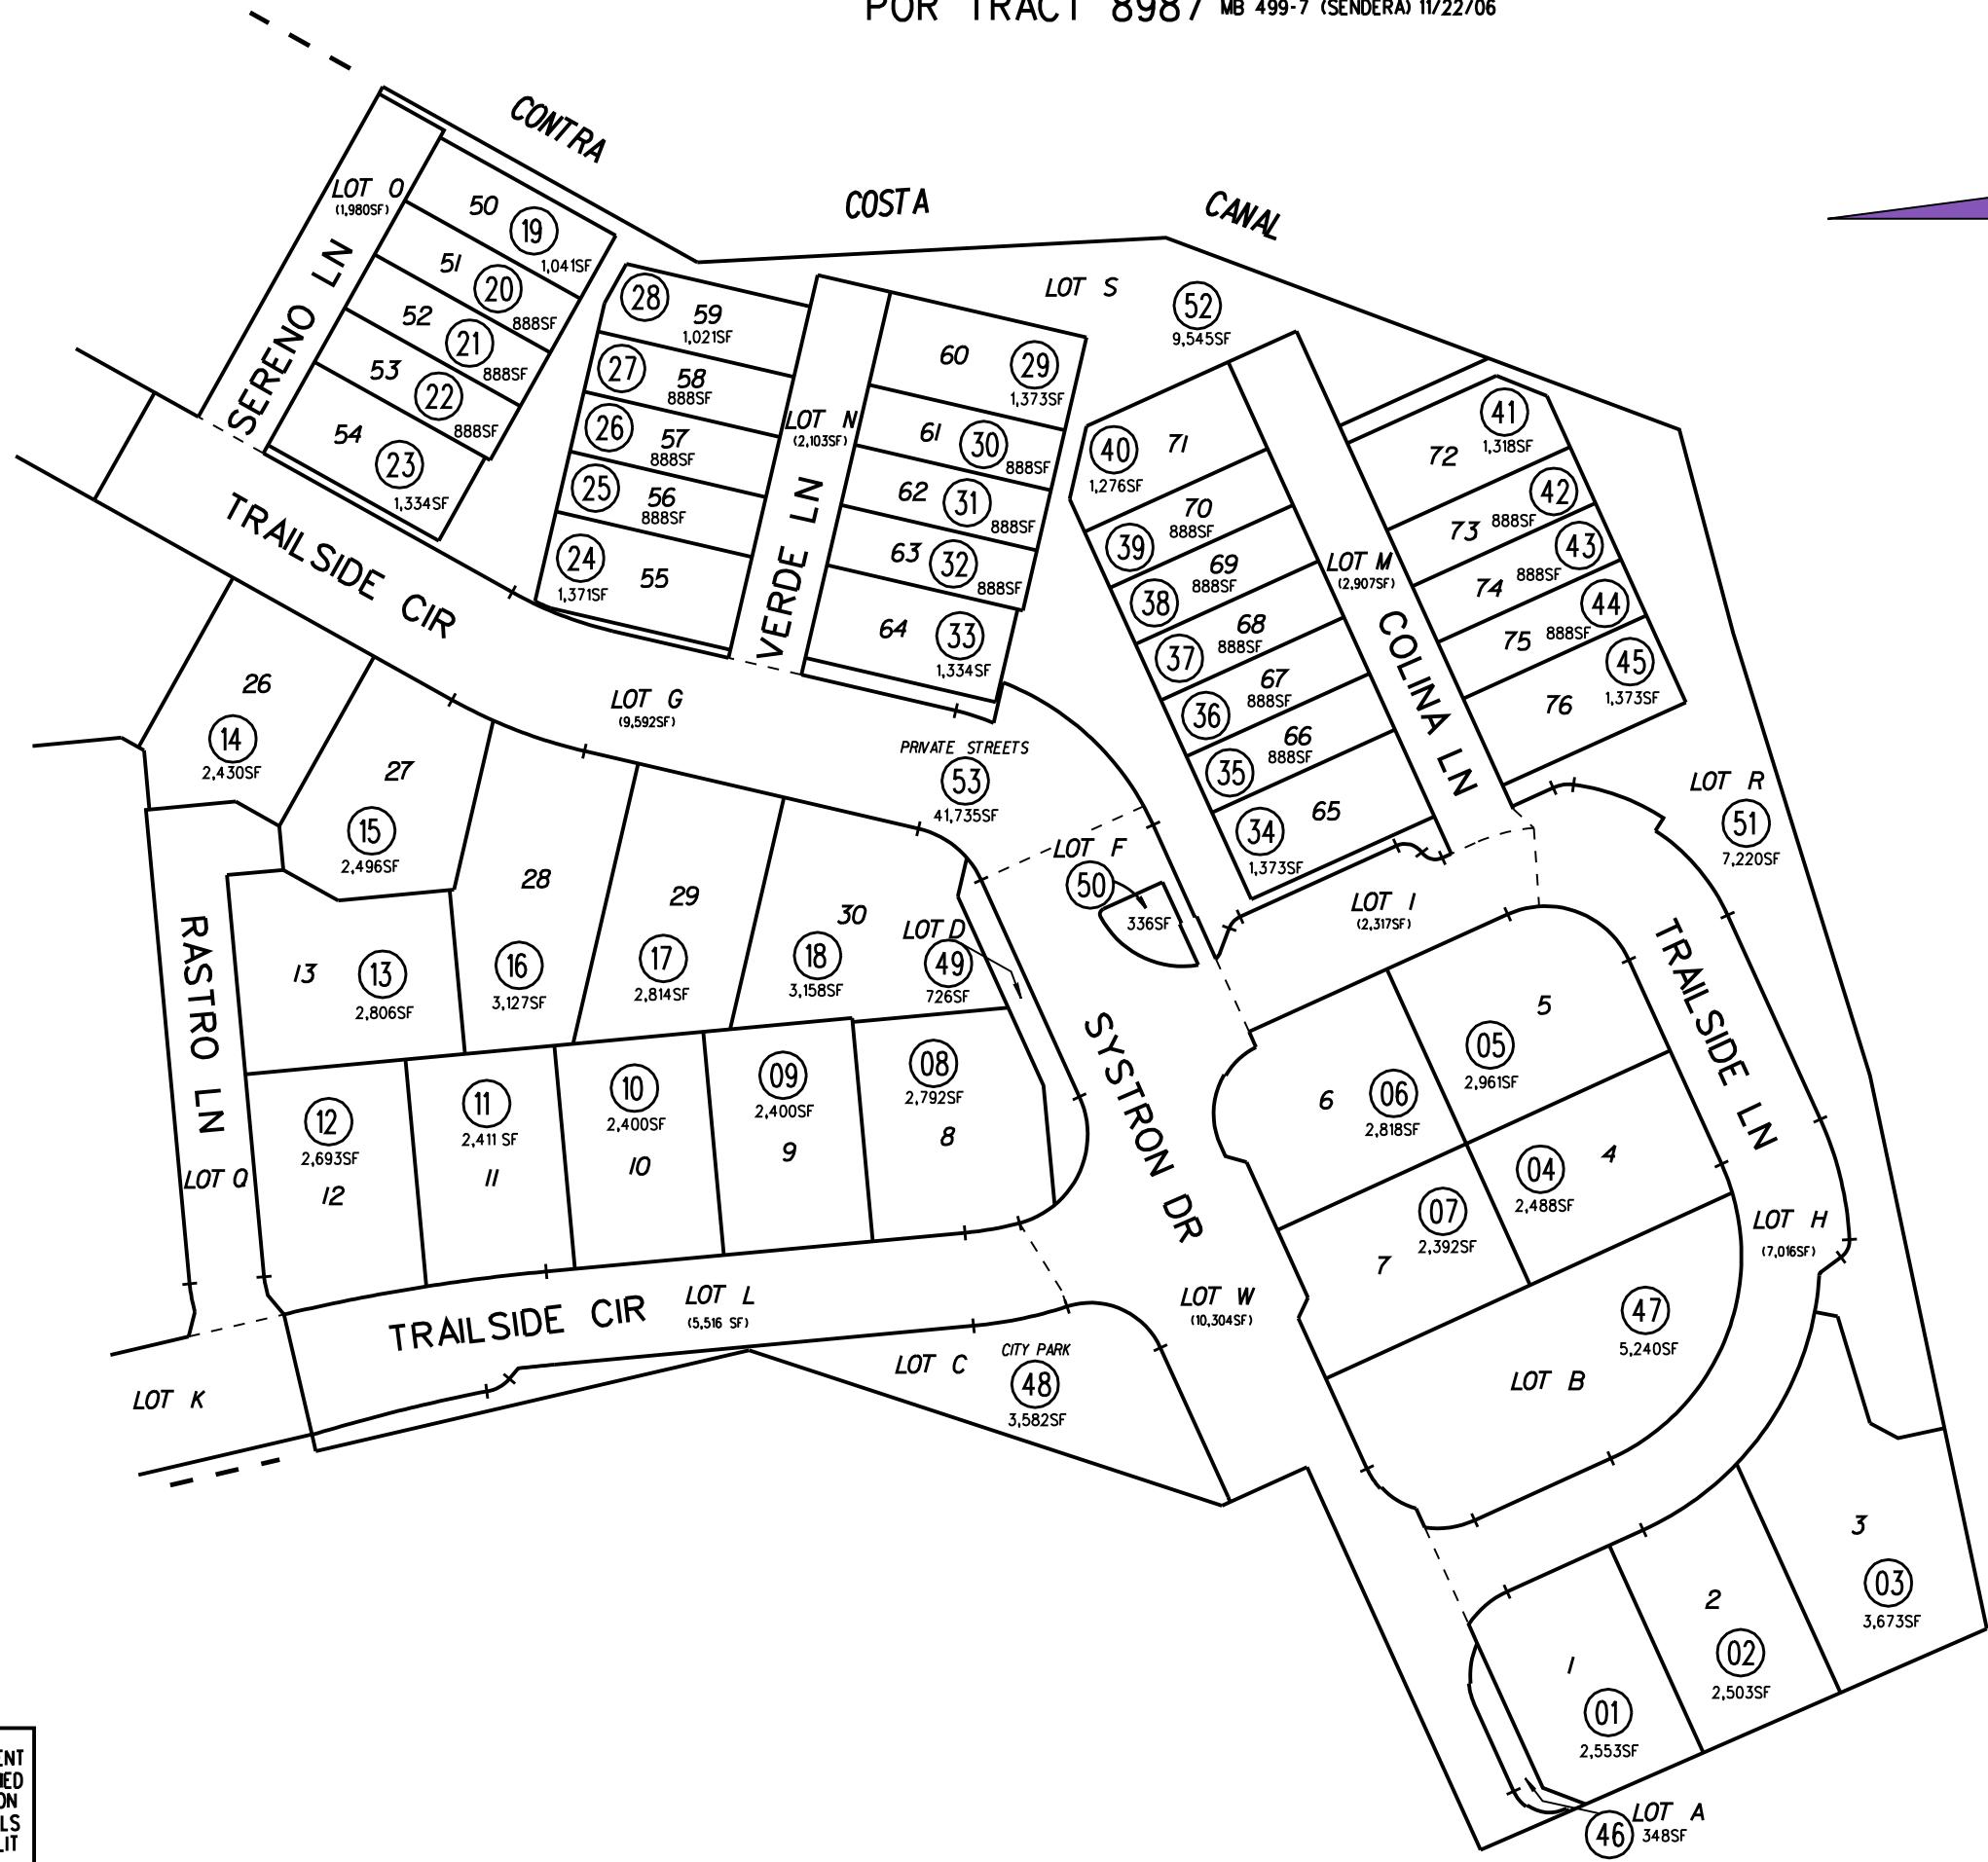 POR TRACT 8987 MB 499-7 (SENDERA) 11/22/06
CONTRA
COSTA
CANAL
LOT O
(1,980SF)
SERENO LN
50
19
1,041SF
51
20
888SF
52
21
888SF
53
22
888SF
54
23
1,334SF
28
59
1,021SF
27
58
888SF
26
57
888SF
25
56
888SF
24
1,371SF
55
LOT N
(2,103SF)
VERDE LN
60
29
1,373SF
61
30
888SF
62
31
888SF
63
32
888SF
64
33
1,334SF
LOT S
52
9,545SF
40
1,276SF
71
39
70
888SF
38
69
888SF
37
68
888SF
36
67
888SF
35
66
888SF
34
1,373SF
65
LOT M
(2,907SF)
COLINA LN
41
1,318SF
72
42
73
888SF
43
74
888SF
44
75
888SF
45
1,373SF
76
LOT R
51
7,220SF
TRAILSIDE CIR
LOT G
(9,592SF)
PRIVATE STREETS
53
41,735SF
LOT F
50
336SF
LOT I
(2,317SF)
26
14
2,430SF
27
15
2,496SF
28
16
3,127SF
29
17
2,814SF
30
18
3,158SF
LOT D
49
726SF
RASTRO LN
LOT Q
13
13
2,806SF
12
2,693SF
12
11
2,411 SF
11
10
2,400SF
10
09
2,400SF
9
08
2,792SF
8
SYSTRON DR
TRAILSIDE LN
5
05
2,961SF
6
06
2,818SF
4
04
2,488SF
07
2,392SF
7
LOT H
(7,016SF)
47
5,240SF
LOT B
LOT W
(10,304SF)
TRAILSIDE CIR
LOT L
(5,516 SF)
LOT K
LOT C
CITY PARK
48
3,582SF
3
03
3,673SF
2
02
2,503SF
1
01
2,553SF
LOT A
46
348SF
ENT
IED
ON
LS
LIT